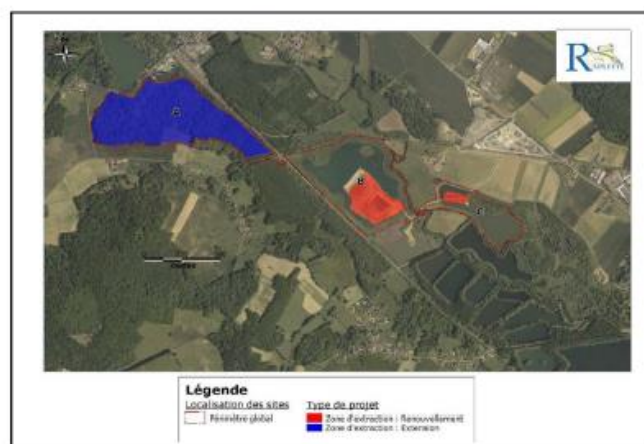 A
B
Légende
Localisation des sites
Périmètre global
Type de projet
Zone d'extraction : Renouvellement
Zone d'extraction : Extension